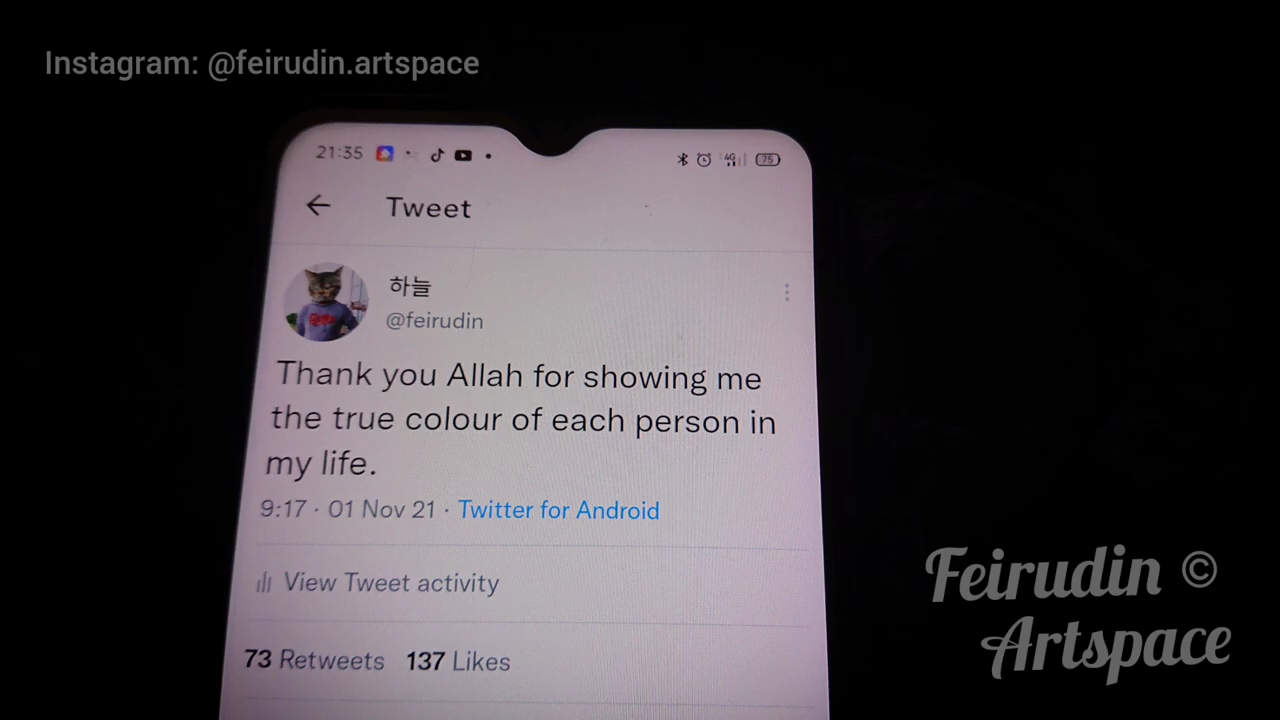 Instagram: @feirudin.artspace
21:35
4G
75
Tweet
하늘
@feirudin
Thank you Allah for showing me
the true colour of each person in
my life.
9:17 · 01 Nov 21 · Twitter for Android
View Tweet activity
73 Retweets 137 Likes
Feirudin ©
Artspace